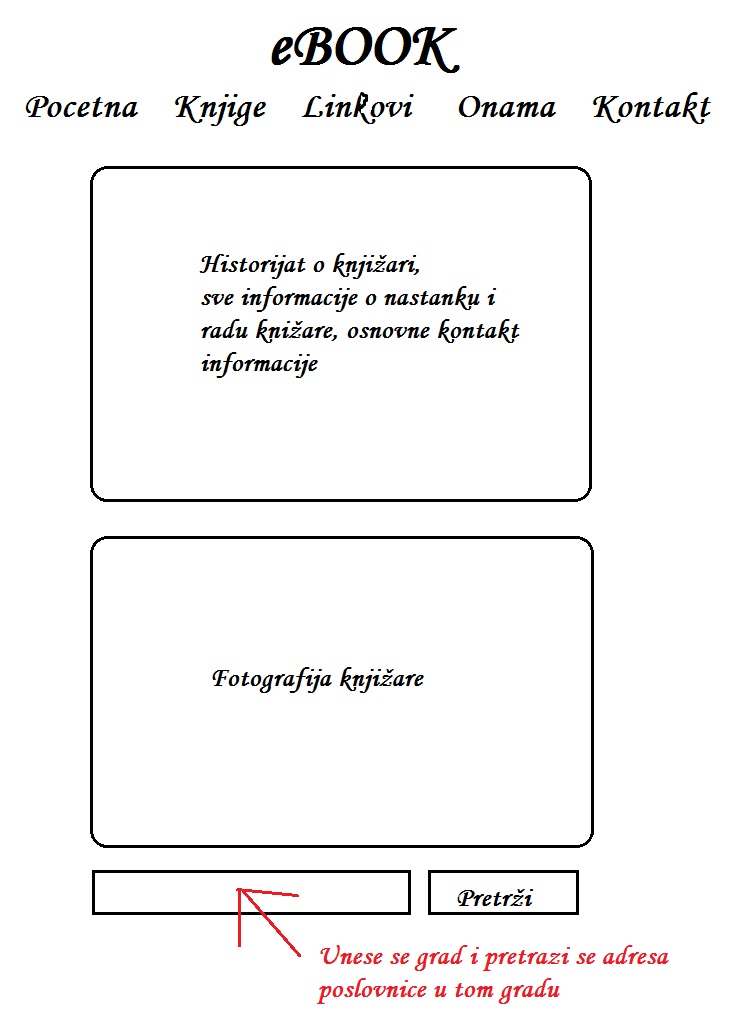 eBOOK
Pocetna Knjige Linkovi Onama Kontakt
Historijat o knjižari,
sve informacije o nastanku i
radu knižare, osnovne kontakt
informacije
Fotografija knjižare
Pretrži
Unese se grad i pretrazi se adresa
poslovnice u tom gradu